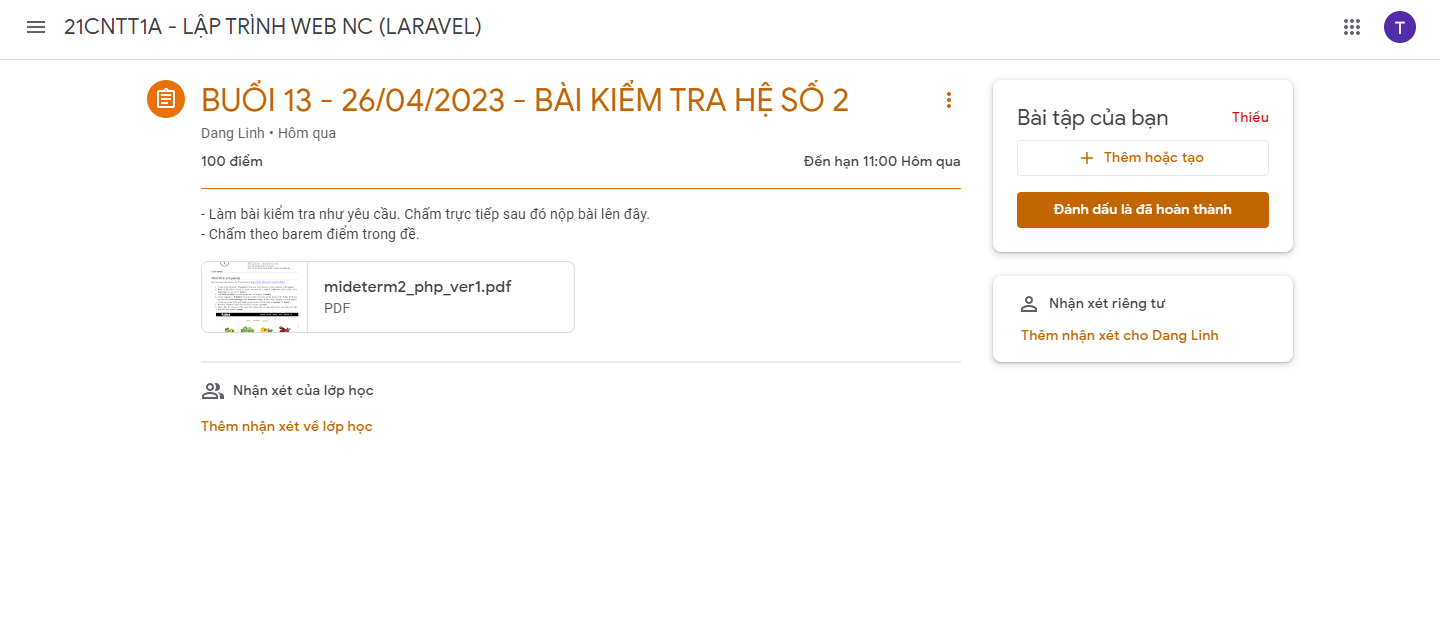 21CNTT1A - LẬP TRÌNH WEB NC (LARAVEL)
T
BUỔI 13 - 26/04/2023 - BÀI KIỂM TRA HỆ SỐ 2
Dang Linh • Hôm qua
100 điểm
Đến hạn 11:00 Hôm qua
- Làm bài kiểm tra như yêu cầu. Chấm trực tiếp sau đó nộp bài lên đây.
- Chấm theo barem điểm trong đề.
mideterm2_php_ver1.pdf
PDF
Nhận xét của lớp học
Thêm nhận xét về lớp học
Bài tập của bạn
Thiếu
Thêm hoặc tạo
Đánh dấu là đã hoàn thành
Nhận xét riêng tư
Thêm nhận xét cho Dang Linh